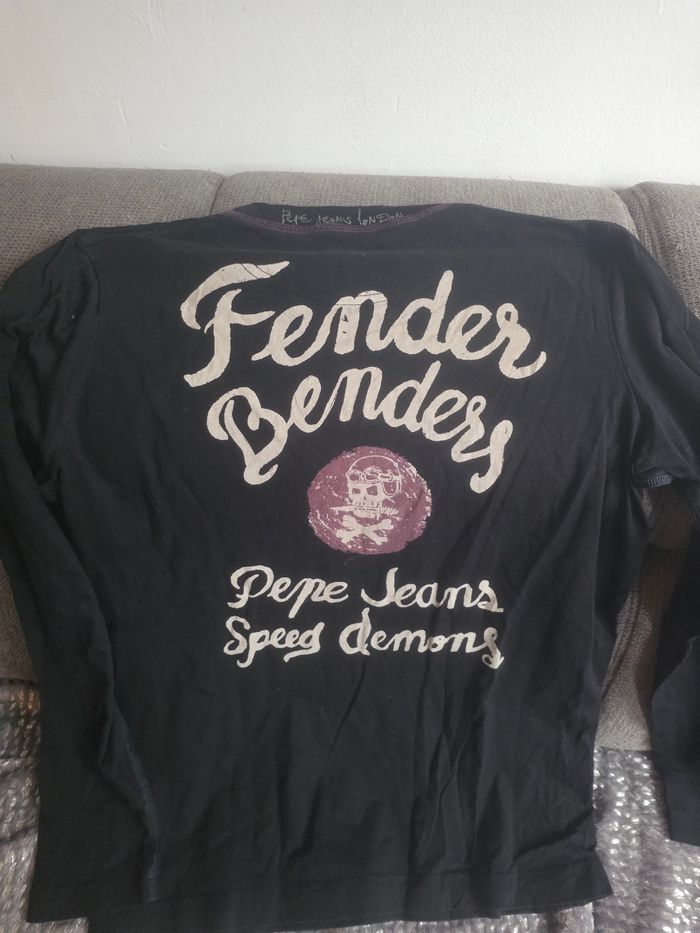 Pepe Jeans London
Fender
Benders
Pepe Jeans
Speed demons